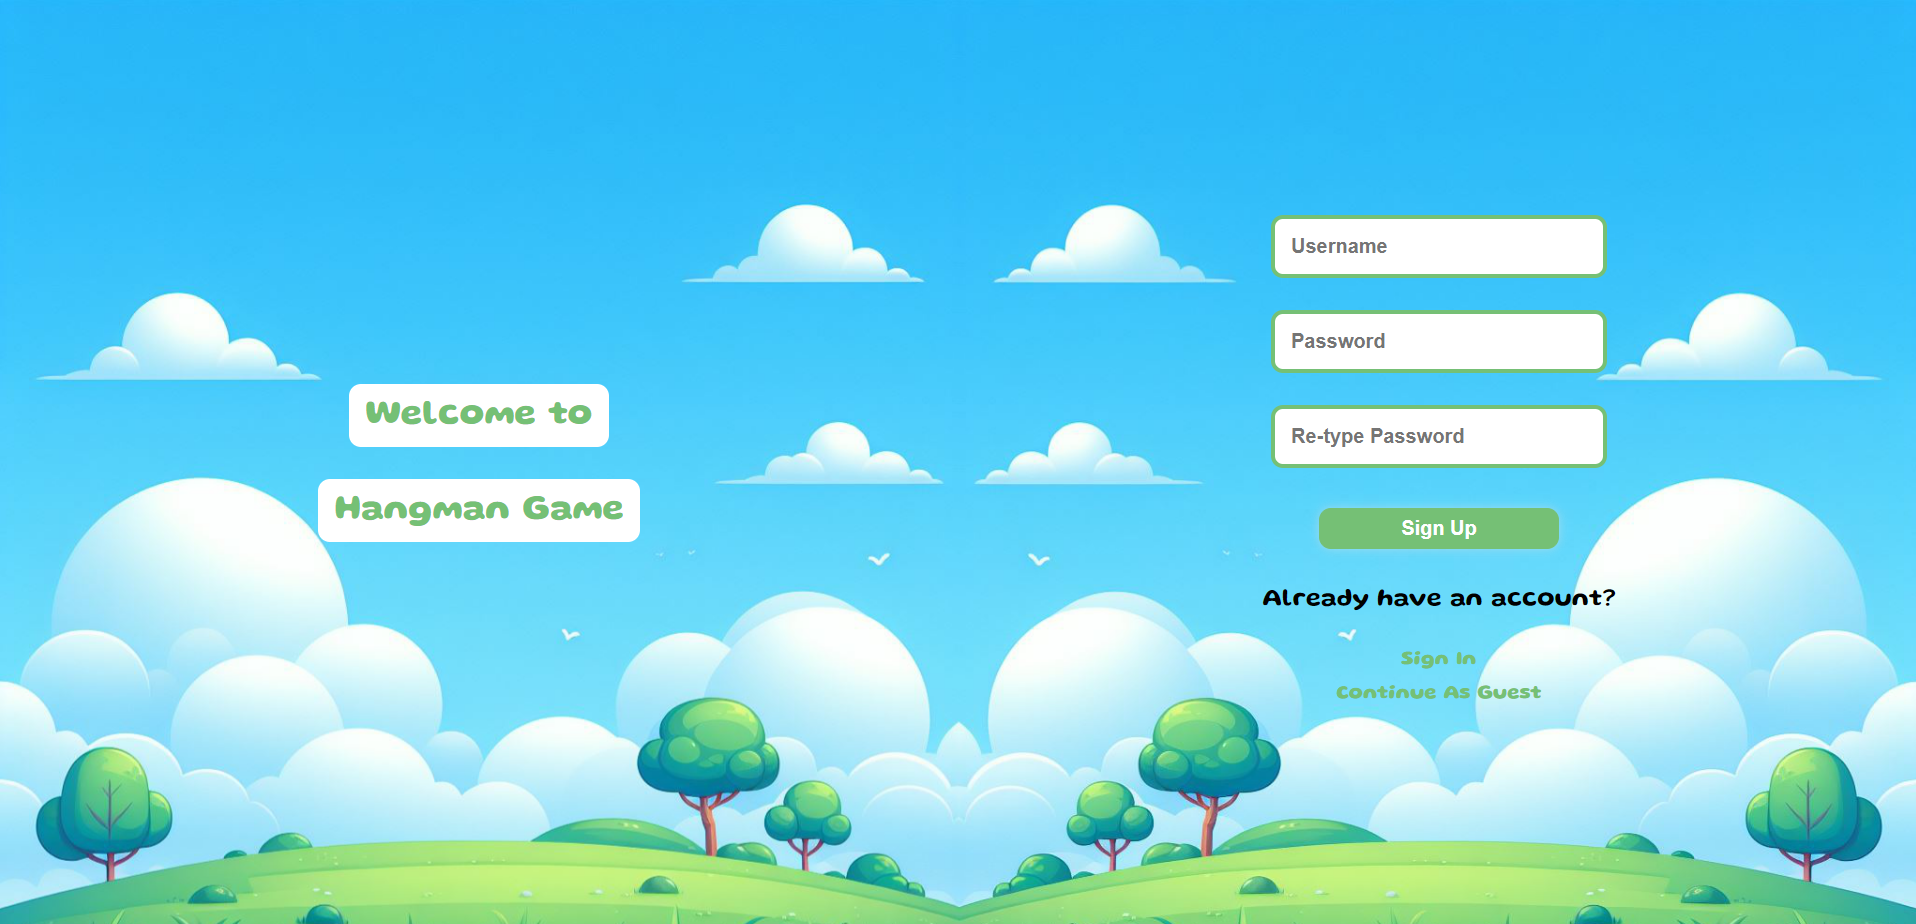 Welcome to
Hangman Game
Username
Password
Re-type Password
Sign Up
Already have an account?
Sign In
Continue As Guest